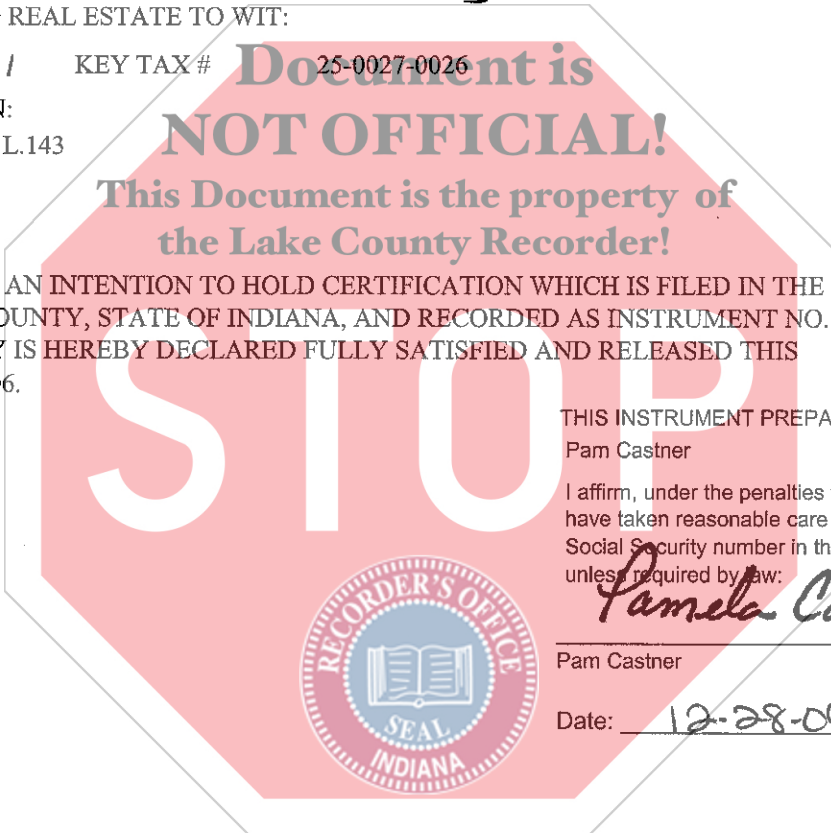 REAL ESTATE TO WIT:
KEY TAX # 25-0027-0026
Document is
NOT OFFICIAL!
N:
L.143
This Document is the property of
the Lake County Recorder!
AN INTENTION TO HOLD CERTIFICATION WHICH IS FILED IN THE
OUNTY, STATE OF INDIANA, AND RECORDED AS INSTRUMENT NO.
Y IS HEREBY DECLARED FULLY SATISFIED AND RELEASED THIS
6.
STOP
THIS INSTRUMENT PREPA
Pam Castner
I affirm, under the penalties
have taken reasonable care
Social Security number in th
unless required by law:
Pamela Ca
Pam Castner
Date: 12-28-0
RECORDER'S OFFICE
SEAL
INDIANA